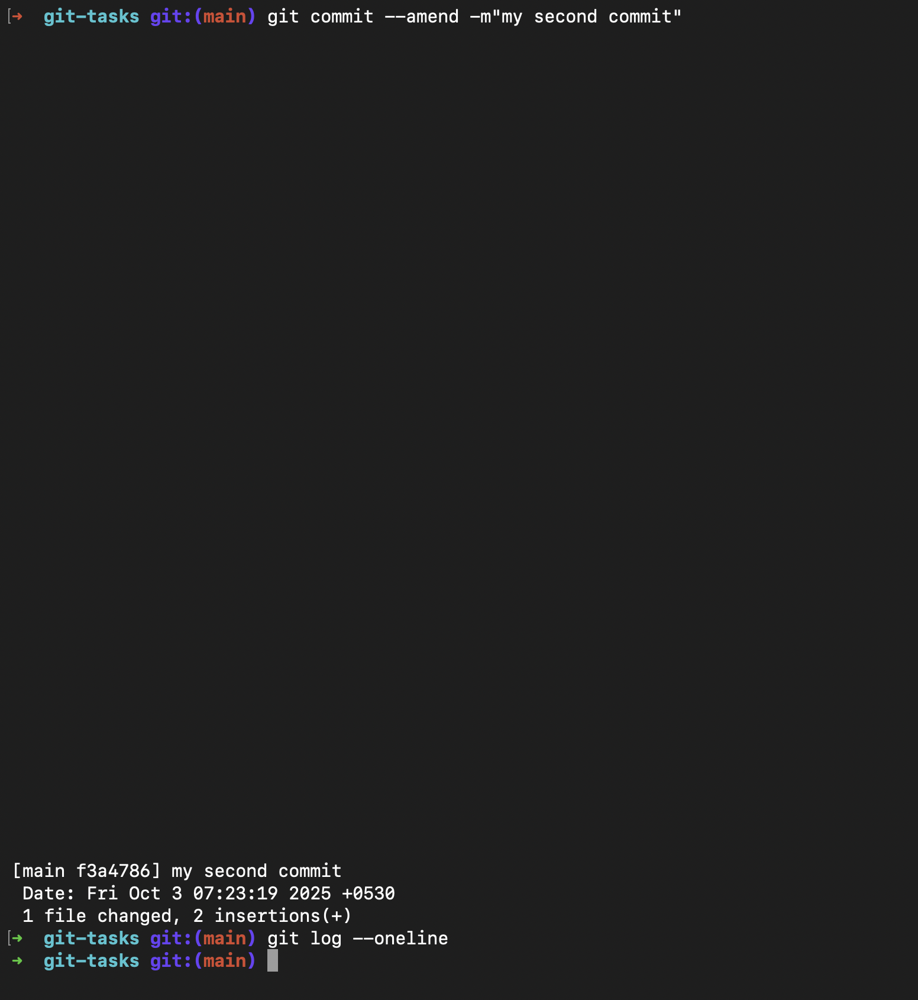 [➜  git-tasks git:(main) git commit --amend -m"my second commit"
[main f3a4786] my second commit
 Date: Fri Oct 3 07:23:19 2025 +0530
 1 file changed, 2 insertions(+)
[➜  git-tasks git:(main) git log --oneline
➜  git-tasks git:(main)